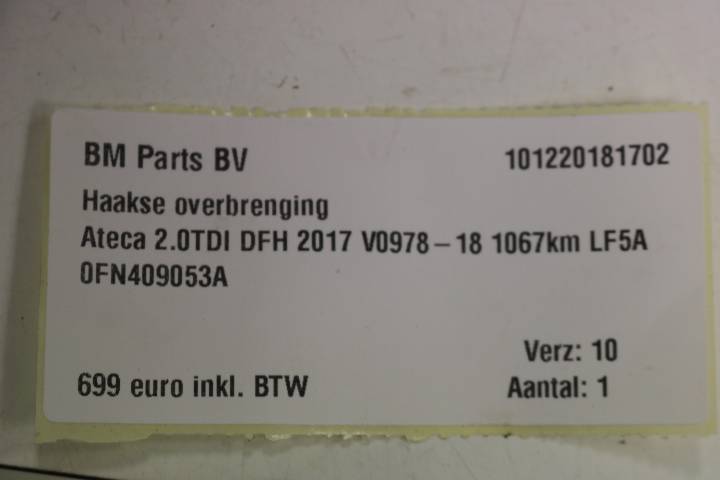 BM Parts BV 101220181702
Haakse overbrenging
Ateca 2.0TDI DFH 2017 V0978-18 1067km LF5A
0FN409053A
Verz: 10
699 euro inkl. BTW Aantal: 1